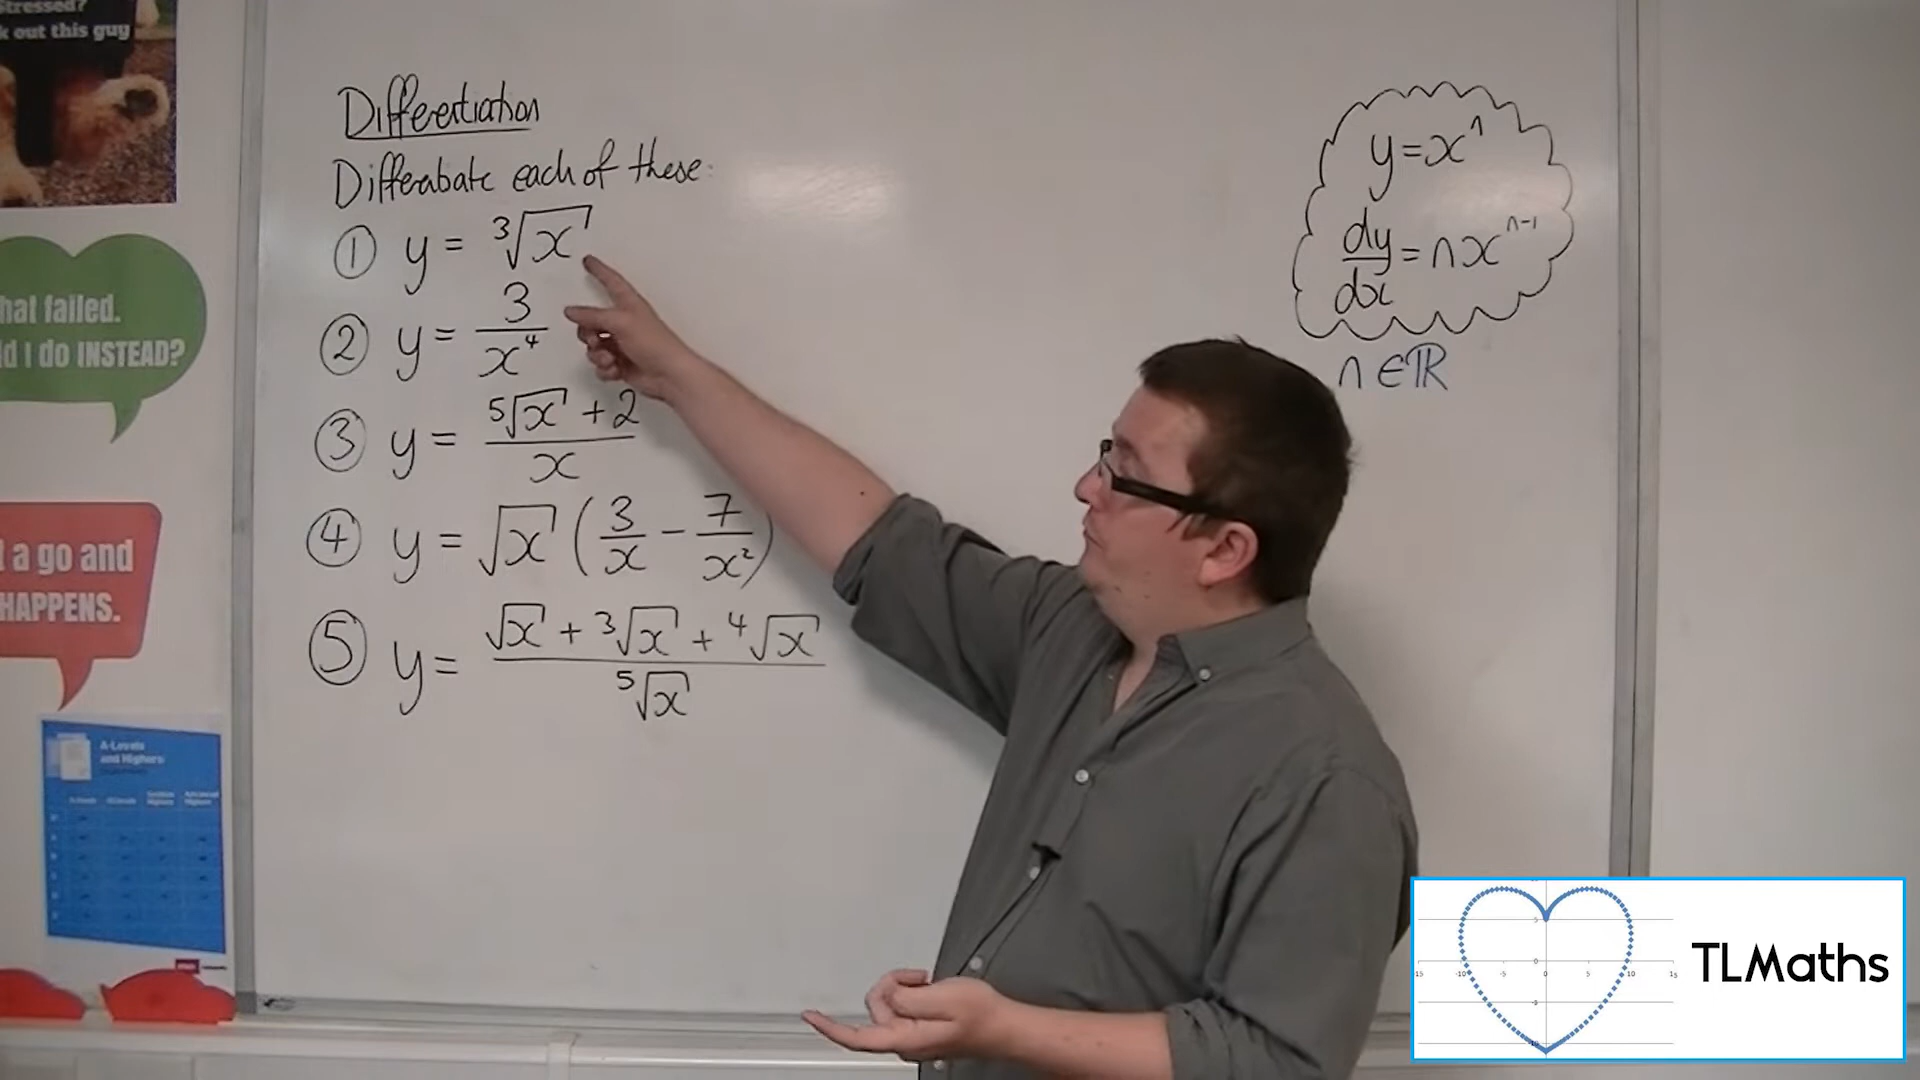 Stressed?
k out this guy
hat failed.
d I do INSTEAD?
a go and
HAPPENS.
A-Levels
and Highers
Differentiation
Differentiate each of these:
① y = ³√x
② y = 3/x⁴
③ y = (⁵√x + 2)/x
④ y = √x (3/x − 7/x²)
⑤ y = (√x + ³√x + ⁴√x)/⁵√x
y = xⁿ
dy/dx = nxⁿ⁻¹
n ∈ ℝ
TLMaths